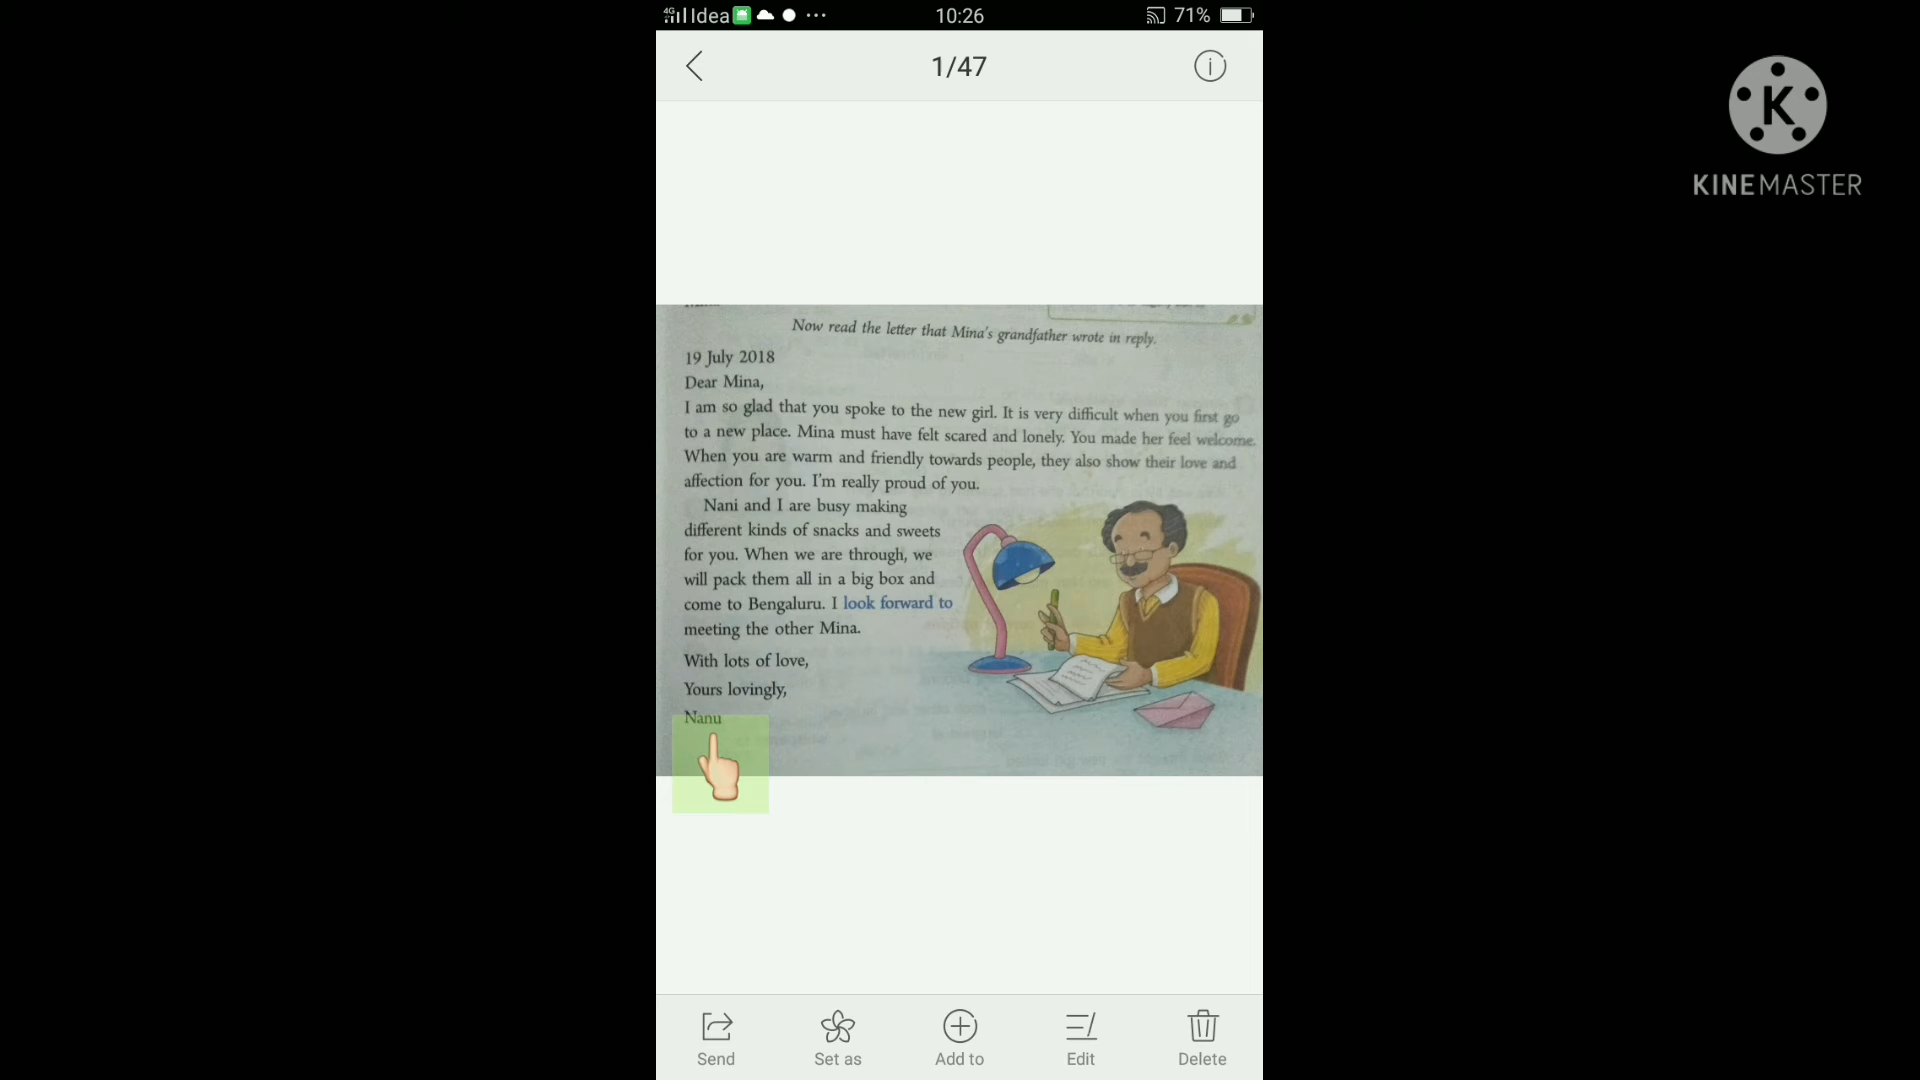 Idea
10:26
71%
1/47
KINEMASTER
Now read the letter that Mina's grandfather wrote in reply.
19 July 2018
Dear Mina,
I am so glad that you spoke to the new girl. It is very difficult when you first go
to a new place. Mina must have felt scared and lonely. You made her feel welcome.
When you are warm and friendly towards people, they also show their love and
affection for you. I'm really proud of you.
Nani and I are busy making
different kinds of snacks and sweets
for you. When we are through, we
will pack them all in a big box and
come to Bengaluru. I look forward to
meeting the other Mina.
With lots of love,
Yours lovingly,
Nanu
Send
Set as
Add to
Edit
Delete